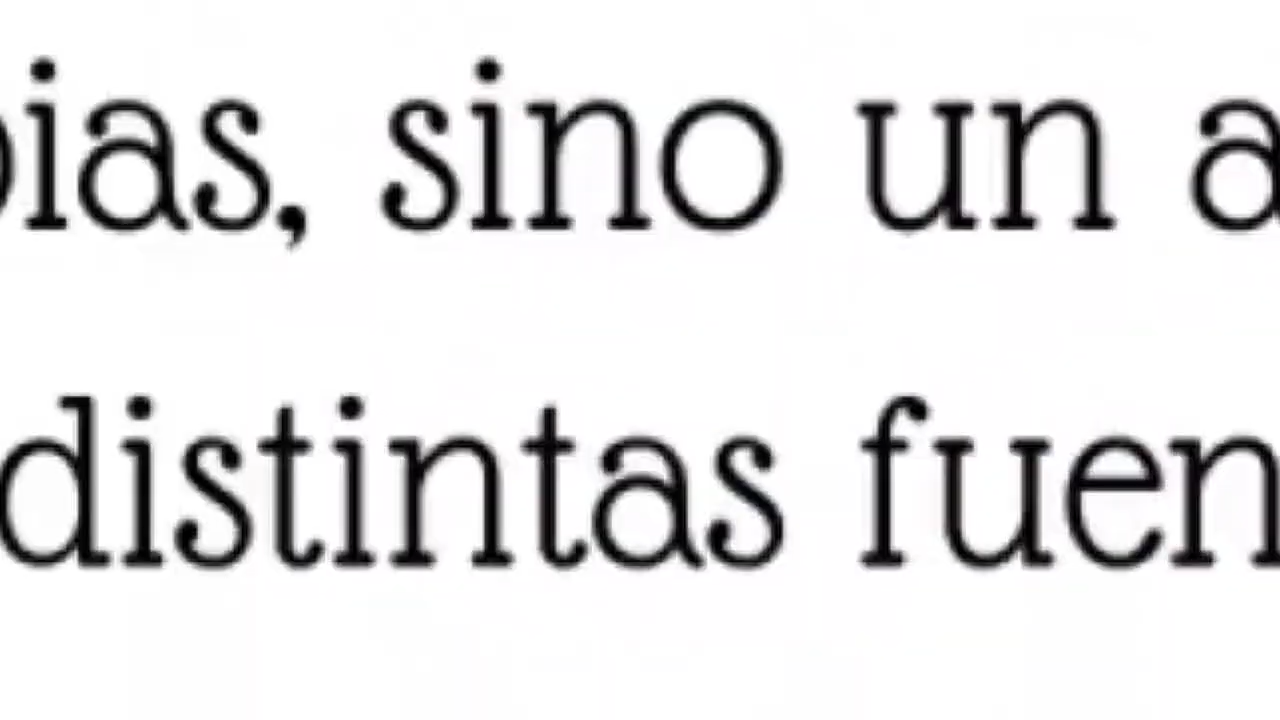 pias, sino un a
distintas fuen